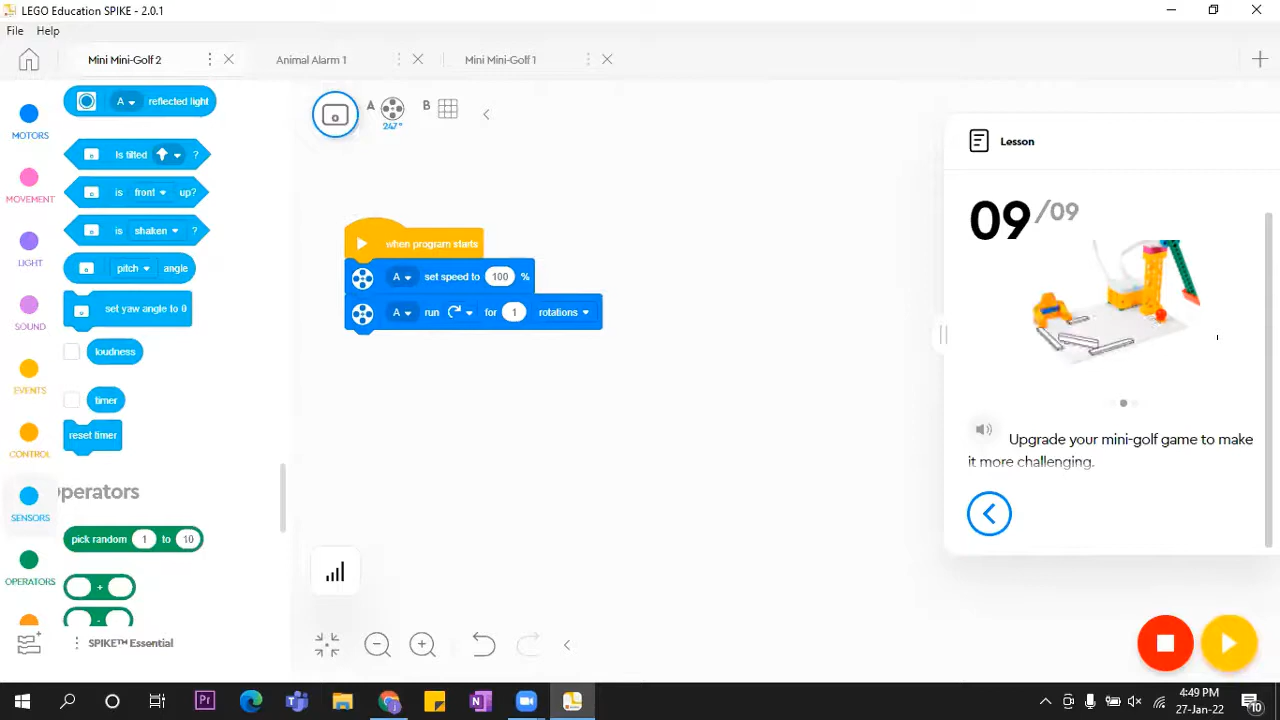 LEGO Education SPIKE - 2.0.1
File Help
Mini Mini-Golf 2
Animal Alarm 1
Mini Mini-Golf 1
MOTORS
MOVEMENT
LIGHT
SOUND
EVENTS
CONTROL
SENSORS
OPERATORS
A reflected light
Is tilted ?
is front up?
is shaken ?
pitch angle
set yaw angle to 0
loudness
timer
reset timer
perators
pick random 1 to 10
+
-
SPIKE™ Essential
A
247°
B
when program starts
A set speed to 100 %
A run for 1 rotations
Lesson
09/09
Upgrade your mini-golf game to make
it more challenging.
Pr
N
4:49 PM
27-Jan-22
10